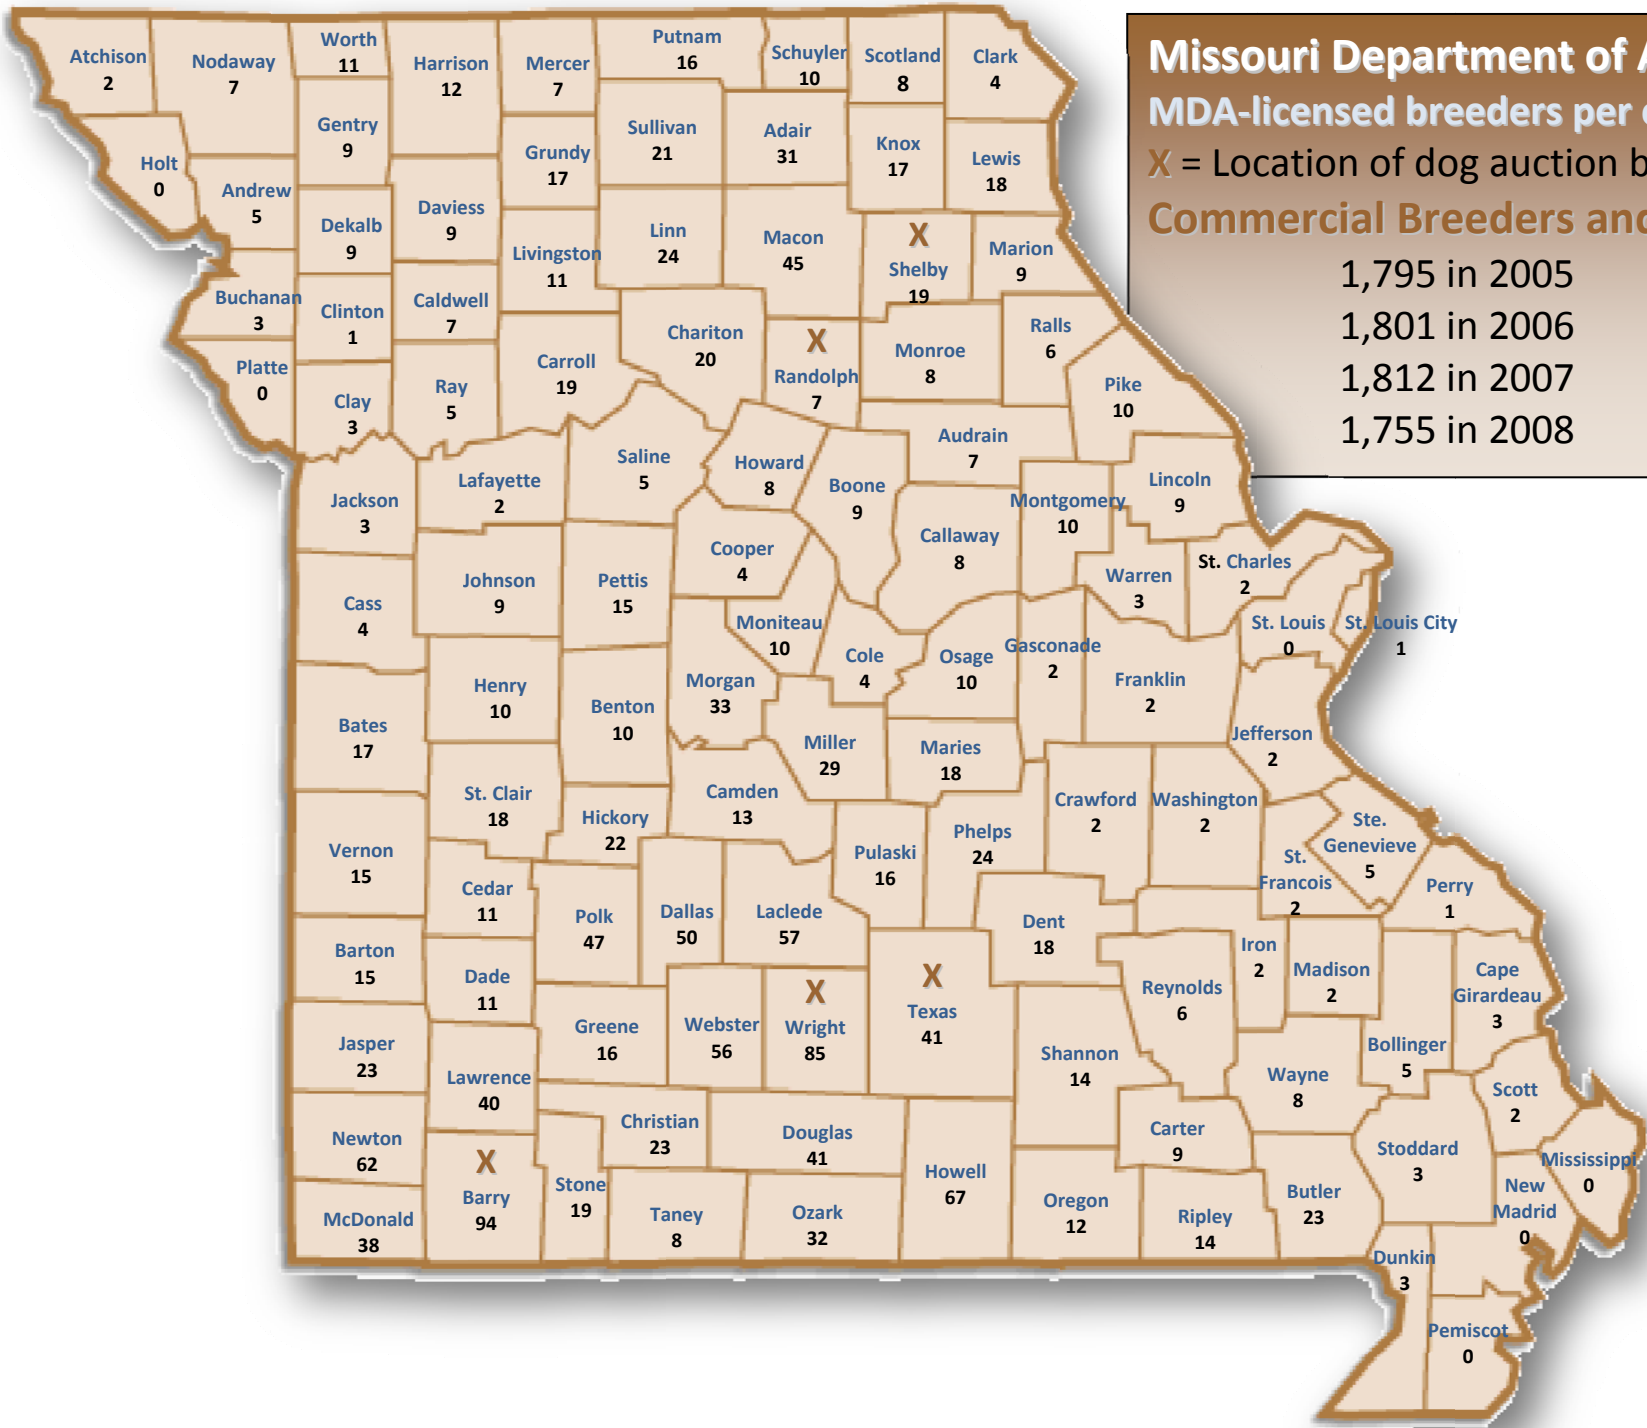 Missouri Department of
MDA-licensed breeders per
X = Location of dog auction
Commercial Breeders and
1,795 in 2005
1,801 in 2006
1,812 in 2007
1,755 in 2008
Atchison
2
Nodaway
7
Worth
11
Harrison
12
Mercer
7
Putnam
16
Schuyler
10
Scotland
8
Clark
4
Holt
0
Andrew
5
Gentry
9
Dekalb
9
Daviess
9
Grundy
17
Livingston
11
Sullivan
21
Linn
24
Adair
31
Macon
45
Knox
17
Lewis
18
X
Shelby
19
Marion
9
Buchanan
3
Clinton
1
Caldwell
7
Platte
0
Clay
3
Ray
5
Carroll
19
Chariton
20
X
Randolph
7
Monroe
8
Ralls
6
Pike
10
Audrain
7
Jackson
3
Lafayette
2
Saline
5
Howard
8
Boone
9
Callaway
8
Montgomery
10
Lincoln
9
Cooper
4
Warren
3
St. Charles
2
St. Louis
0
St. Louis City
1
Cass
4
Johnson
9
Pettis
15
Moniteau
10
Cole
4
Osage
10
Gasconade
2
Franklin
2
Jefferson
2
Bates
17
Henry
10
Benton
10
Morgan
33
Miller
29
Maries
18
Camden
13
Crawford
2
Washington
2
Ste.
Genevieve
5
St.
Francois
2
Perry
1
Vernon
15
St. Clair
18
Hickory
22
Pulaski
16
Phelps
24
Dent
18
Cedar
11
Polk
47
Dallas
50
Laclede
57
Barton
15
Dade
11
Greene
16
Webster
56
X
Wright
85
X
Texas
41
Iron
2
Madison
2
Reynolds
6
Cape
Girardeau
3
Bollinger
5
Jasper
23
Lawrence
40
Shannon
14
Wayne
8
Scott
2
Newton
62
Christian
23
Douglas
41
Howell
67
Carter
9
Stoddard
3
Mississippi
0
X
Barry
94
McDonald
38
Stone
19
Taney
8
Ozark
32
Oregon
12
Ripley
14
Butler
23
New
Madrid
0
Dunkin
3
Pemiscot
0